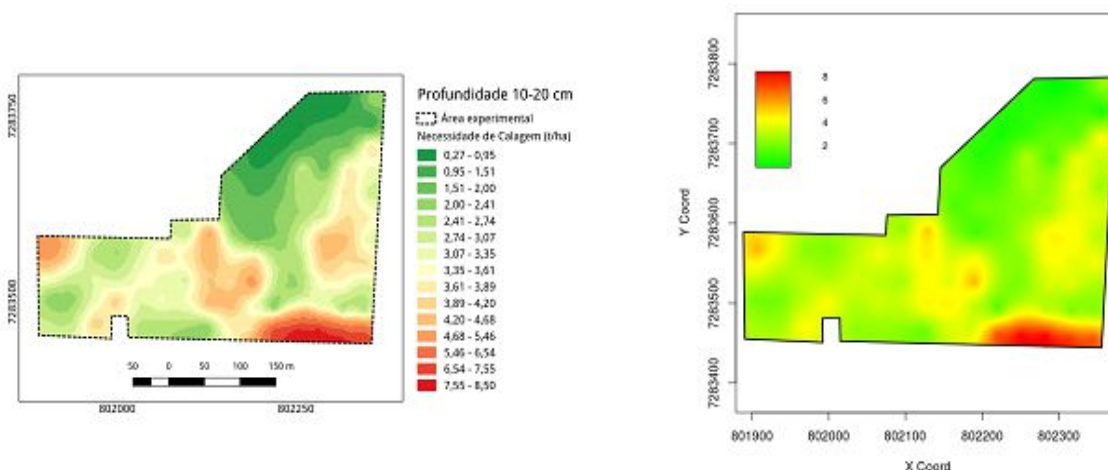 7283750
7283500
802000
802250
50 0 50 100 150 m
Profundidade 10-20 cm
Área experimental
Necessidade de Calagem (t/ha)
0,27 - 0,95
0,95 - 1,51
1,51 - 2,00
2,00 - 2,41
2,41 - 2,74
2,74 - 3,07
3,07 - 3,35
3,35 - 3,61
3,61 - 3,89
3,89 - 4,20
4,20 - 4,68
4,68 - 5,46
5,46 - 6,54
6,54 - 7,55
7,55 - 8,50
Y Coord
7283800
7283700
7283600
7283500
7283400
8
6
4
2
801900
802000
802100
802200
802300
X Coord